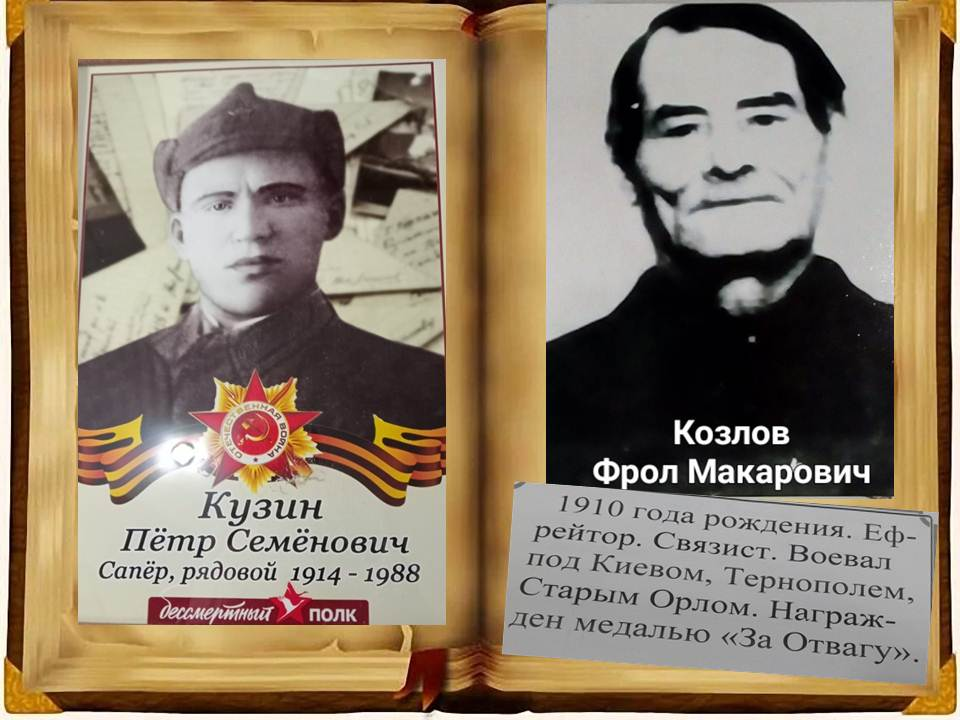 ОТЕЧЕСТВЕННАЯ ВОЙНА
Кузин
Пётр Семёнович
Сапёр, рядовой 1914 - 1988
бессмертный ПОЛК
Козлов
Фрол Макарович
1910 года рождения. Еф-
рейтор. Связист. Воевал
под Киевом, Тернополем,
Старым Орлом. Награж-
ден медалью «За Отвагу».